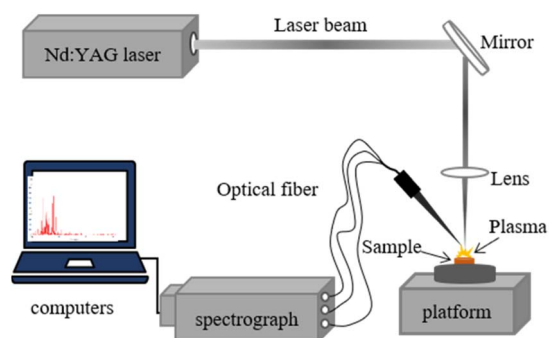 Laser beam
Mirror
Nd:YAG laser
Lens
Optical fiber
Plasma
Sample
computers
spectrograph
platform